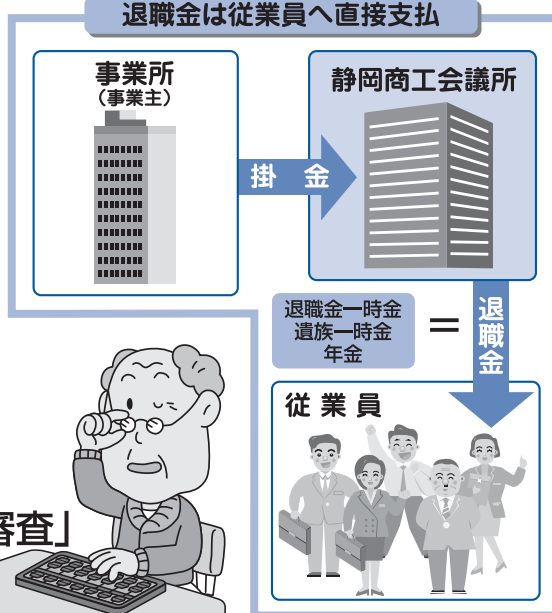 退職金は従業員へ直接支払
事業所
（事業主）
静岡商工会議所
掛 金
退職金一時金
遺族一時金
年金
＝
退職金
従業員
審査」